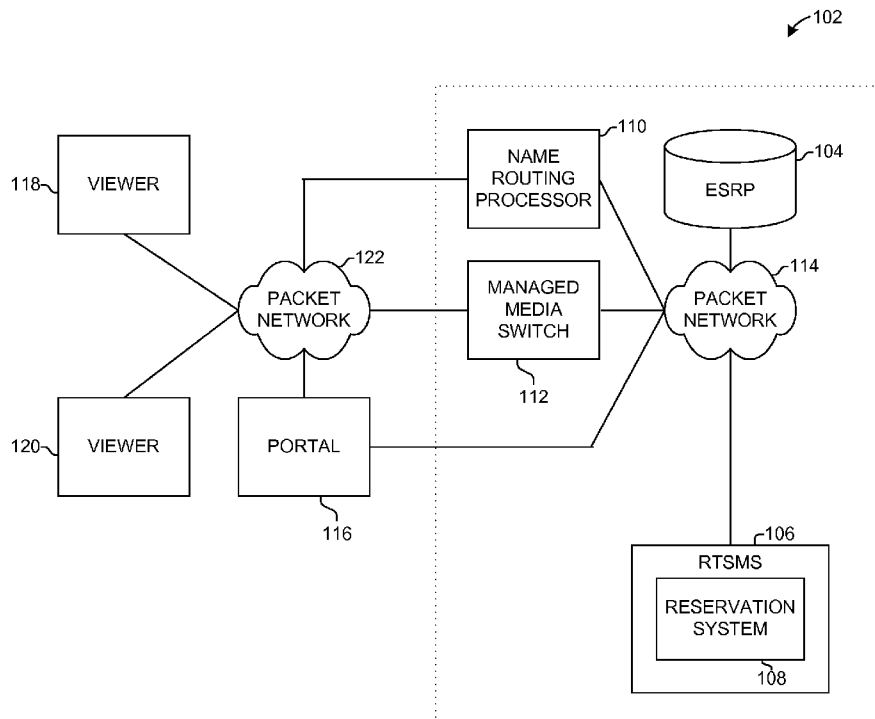 102
110
NAME
ROUTING
PROCESSOR
104
ESRP
118
VIEWER
122
PACKET
NETWORK
MANAGED
MEDIA
SWITCH
112
114
PACKET
NETWORK
120
VIEWER
PORTAL
116
106
RTSMS
RESERVATION
SYSTEM
108